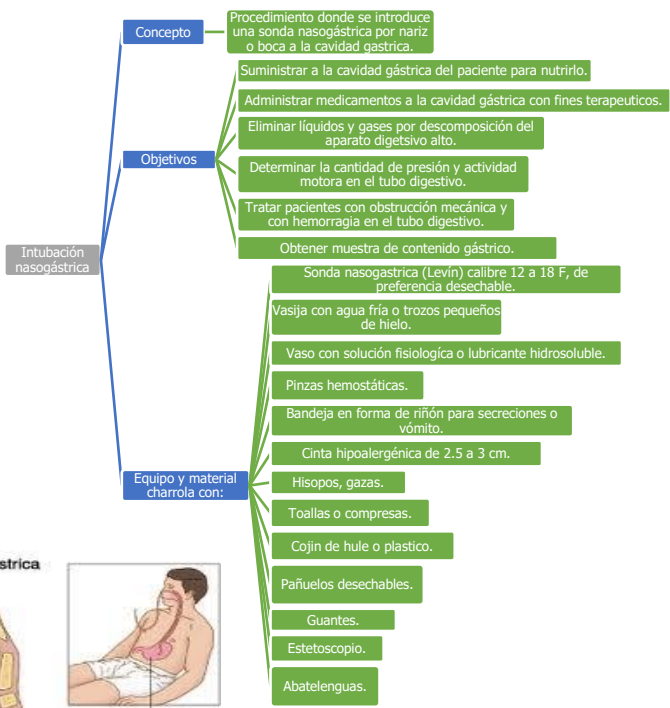 Concepto
Procedimiento donde se introduce
una sonda nasogástrica por nariz
o boca a la cavidad gastrica.
Objetivos
Suministrar a la cavidad gástrica del paciente para nutrirlo.
Administrar medicamentos a la cavidad gástrica con fines terapeuticos.
Eliminar líquidos y gases por descomposición del
aparato digetsivo alto.
Determinar la cantidad de presión y actividad
motora en el tubo digestivo.
Tratar pacientes con obstrucción mecánica y
con hemorragia en el tubo digestivo.
Obtener muestra de contenido gástrico.
Intubación
nasogástrica
Equipo y material
charrola con:
Sonda nasogastrica (Levín) calibre 12 a 18 F, de
preferencia desechable.
Vasija con agua fría o trozos pequeños
de hielo.
Vaso con solución fisiologíca o lubricante hidrosoluble.
Pinzas hemostáticas.
Bandeja en forma de riñón para secreciones o
vómito.
Cinta hipoalergénica de 2.5 a 3 cm.
Hisopos, gazas.
Toallas o compresas.
Cojin de hule o plastico.
Pañuelos desechables.
Guantes.
Estetoscopio.
Abatelenguas.
strica